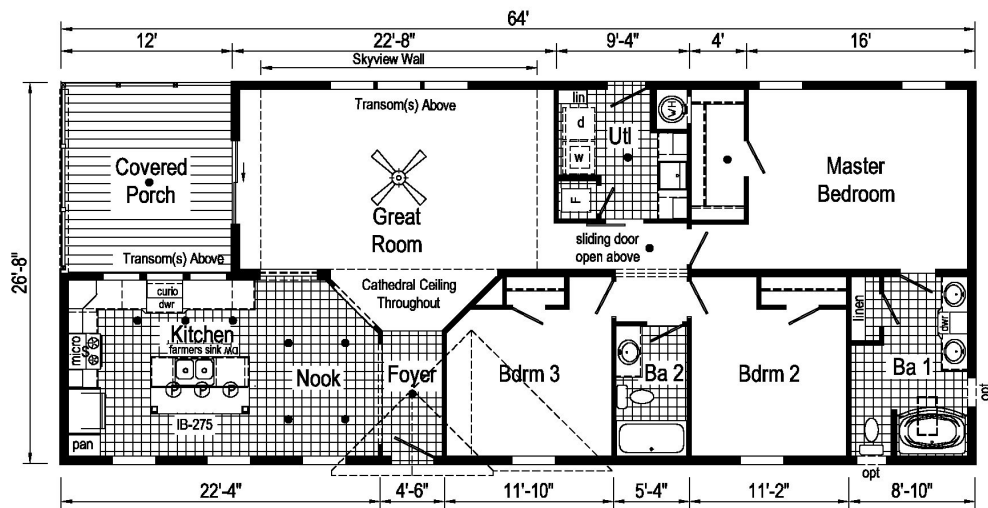 64'
12'
22'-8"
9'-4"
4'
16'
Skyview Wall
26'-8"
Transom(s) Above
lin
d
w
F
Utl
WH
Covered
Porch
Great
Room
Master
Bedroom
Transom(s) Above
sliding door
open above
Cathedral Ceiling
Throughout
curio
dwr
Kitchen
farmers sink
DW
micro
Nook
Foyer
Bdrm 3
Ba 2
Bdrm 2
linen
dwr
Ba 1
IB-275
pan
opt
opt
22'-4"
4'-6"
11'-10"
5'-4"
11'-2"
8'-10"